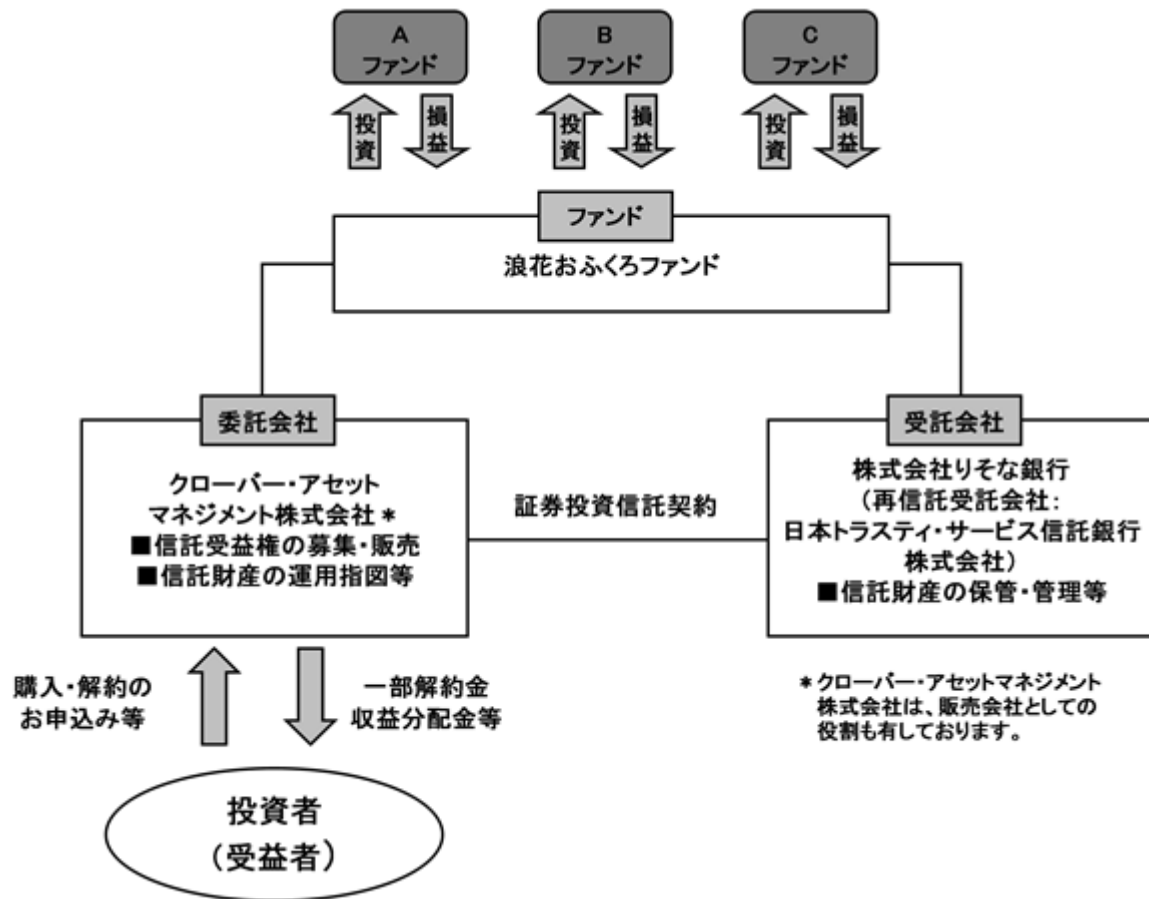 A
ファンド
B
ファンド
C
ファンド
投資
損益
投資
損益
投資
損益
ファンド
浪花おふくろファンド
委託会社
クローバー・アセット
マネジメント株式会社＊
■信託受益権の募集・販売
■信託財産の運用指図等
証券投資信託契約
受託会社
株式会社りそな銀行
（再信託受託会社：
日本トラスティ・サービス信託銀行
株式会社）
■信託財産の保管・管理等
購入・解約の
お申込み等
一部解約金
収益分配金等
＊クローバー・アセットマネジメント
株式会社は、販売会社としての
役割も有しております。
投資者
（受益者）